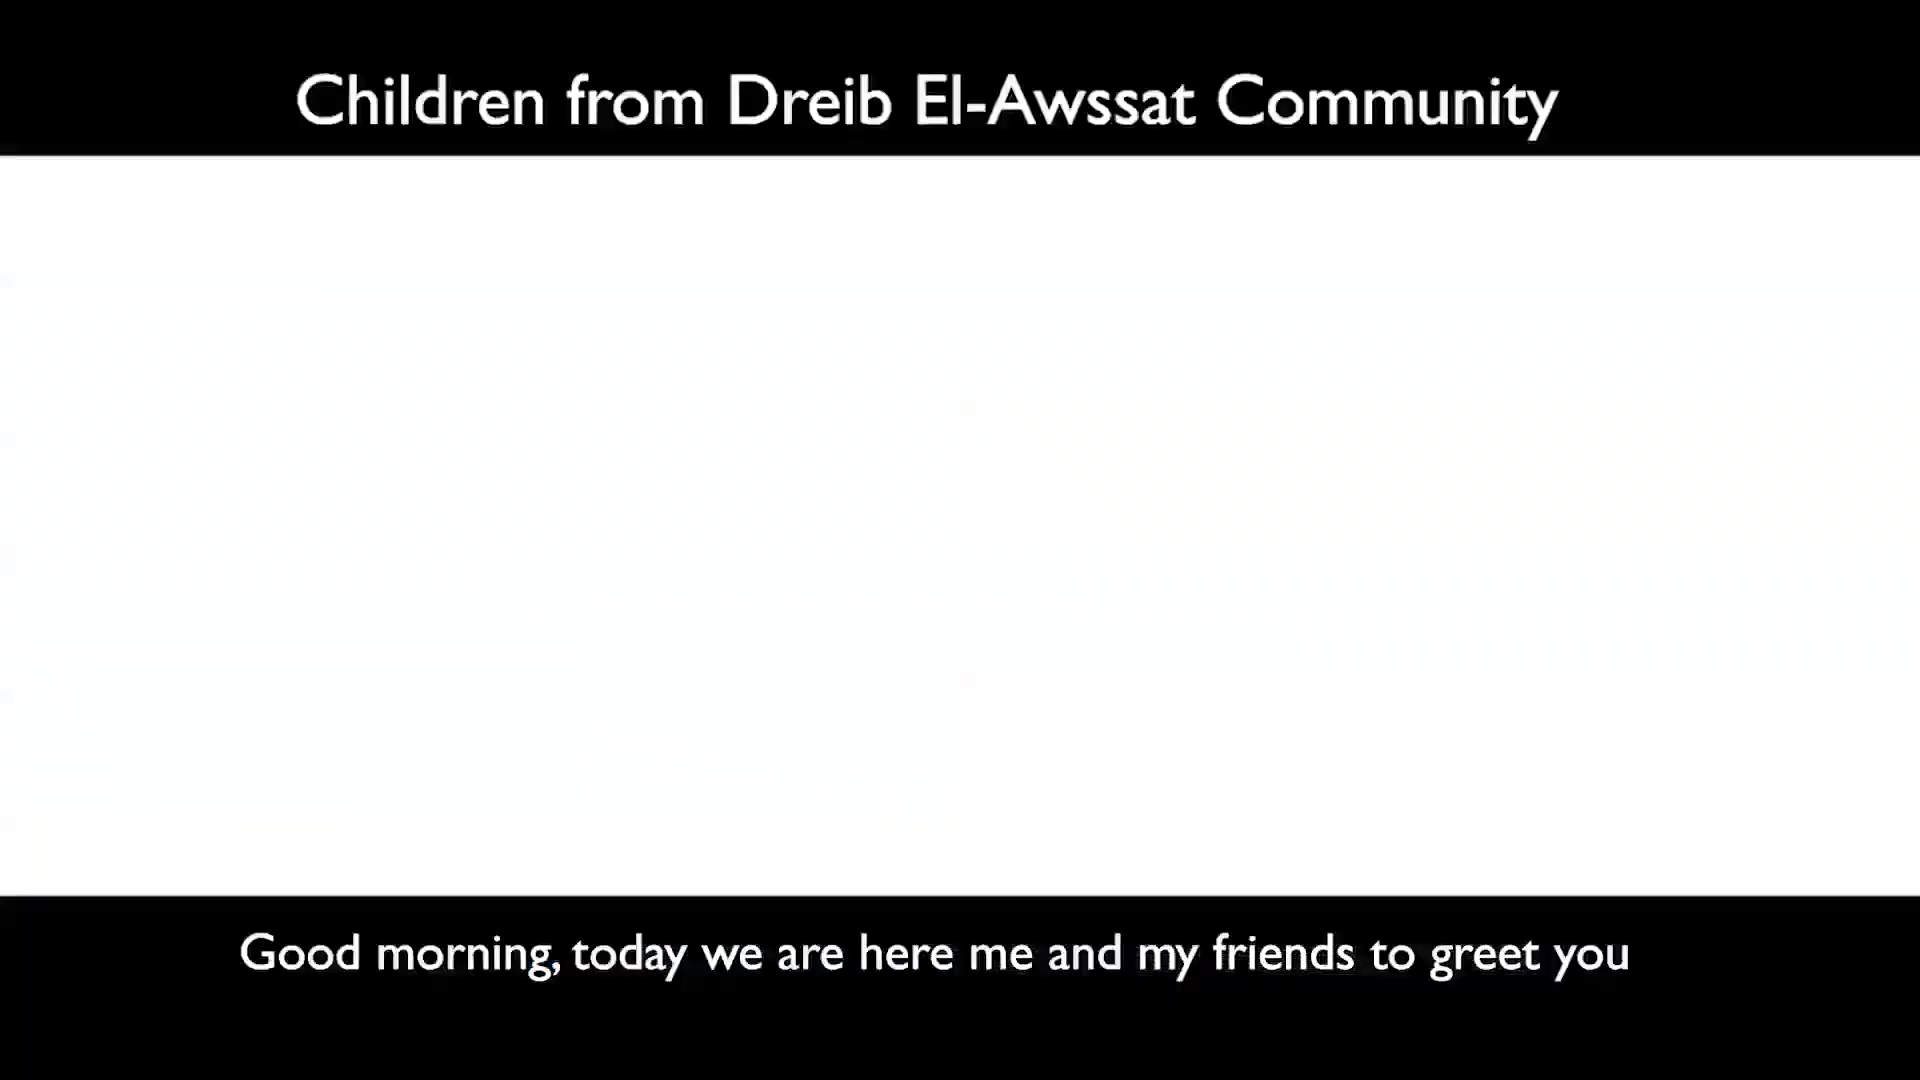 Children from Dreib El-Awssat Community
Good morning, today we are here me and my friends to greet you